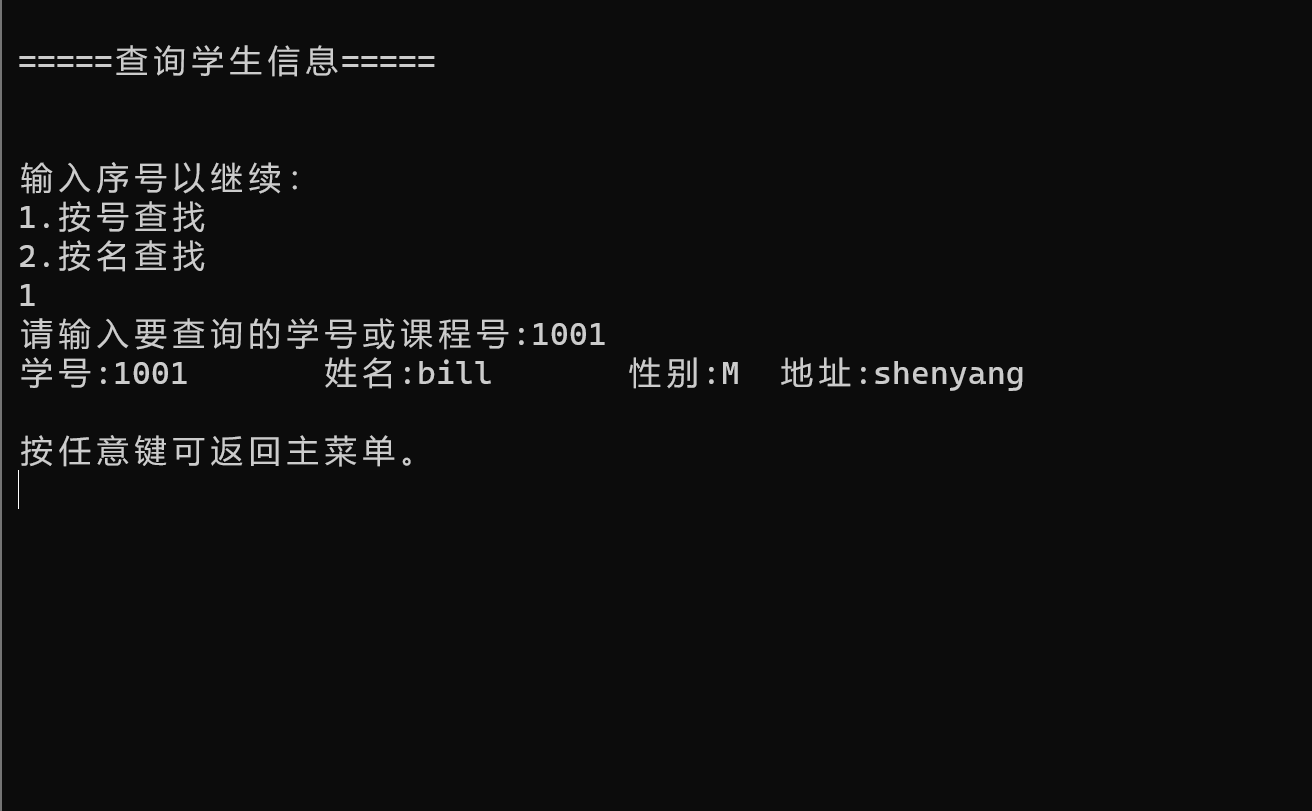 =====查询学生信息=====
输入序号以继续:
1.按号查找
2.按名查找
1
请输入要查询的学号或课程号:1001
学号:1001 姓名:bill 性别:M 地址:shenyang
按任意键可返回主菜单。